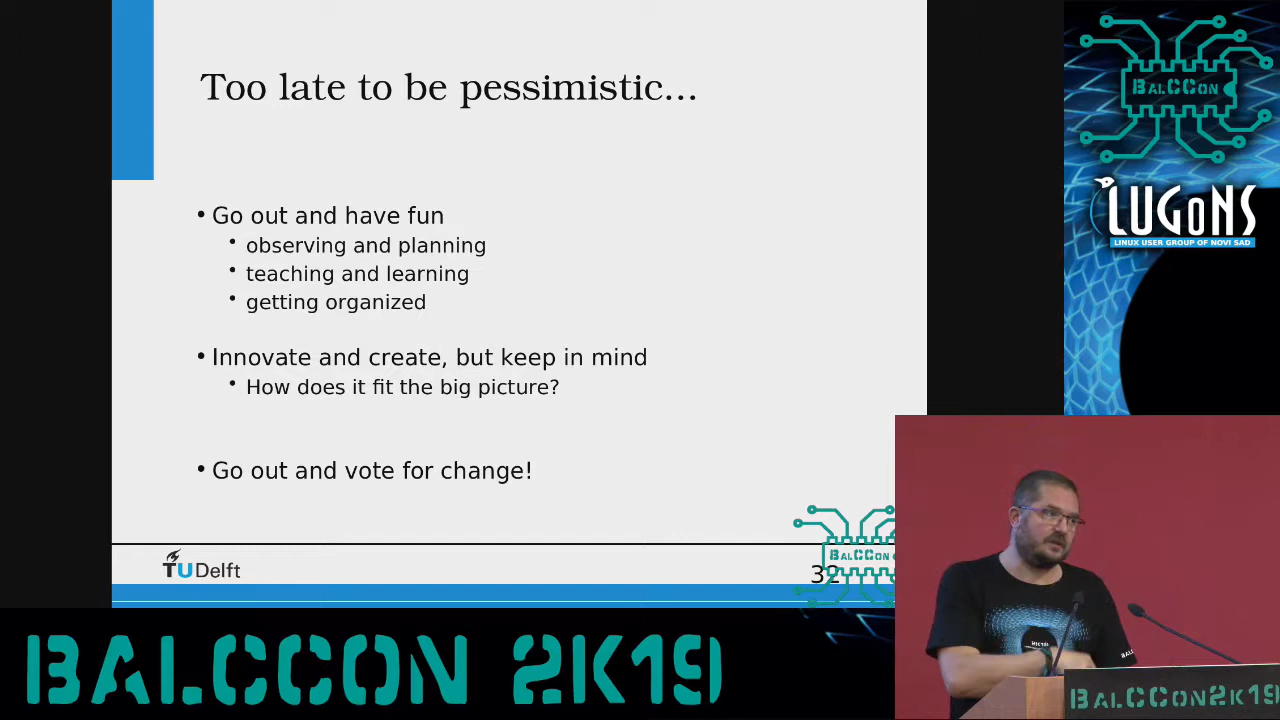 Too late to be pessimistic...
• Go out and have fun
• observing and planning
• teaching and learning
• getting organized
• Innovate and create, but keep in mind
• How does it fit the big picture?
• Go out and vote for change!
TUDelft
32
BALCCON
BALCCON
LUGoNS
LINUX USER GROUP OF NOVI SAD
BALCCON 2K19
BALCCON2K19